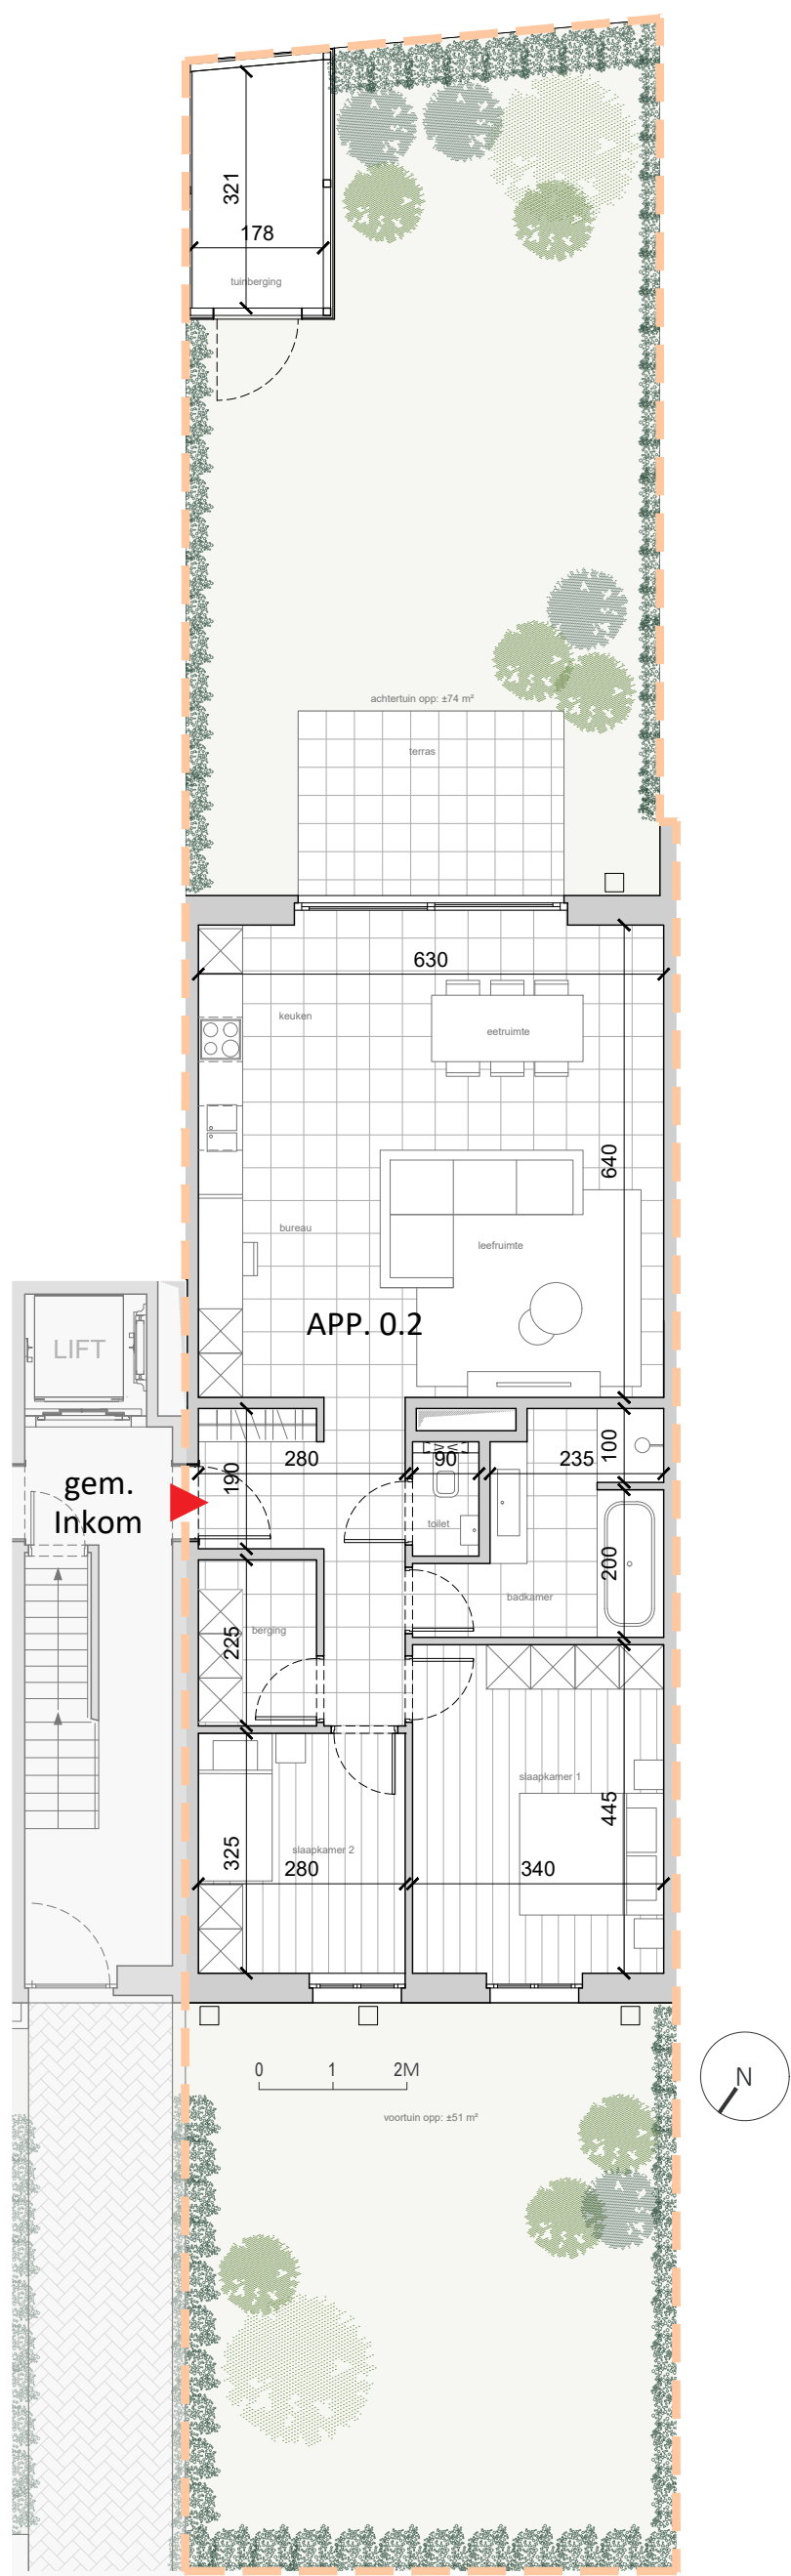 321
178
tuinberging
achtertuin opp: ±74 m²
terras
630
keuken
eetruimte
640
bureau
leefruimte
APP. 0.2
LIFT
gem.
Inkom
190
280
90
235
100
toilet
200
badkamer
225
berging
slaapkamer 1
445
325
slaapkamer 2
280
340
0 1 2M
N
voortuin opp: ±51 m²